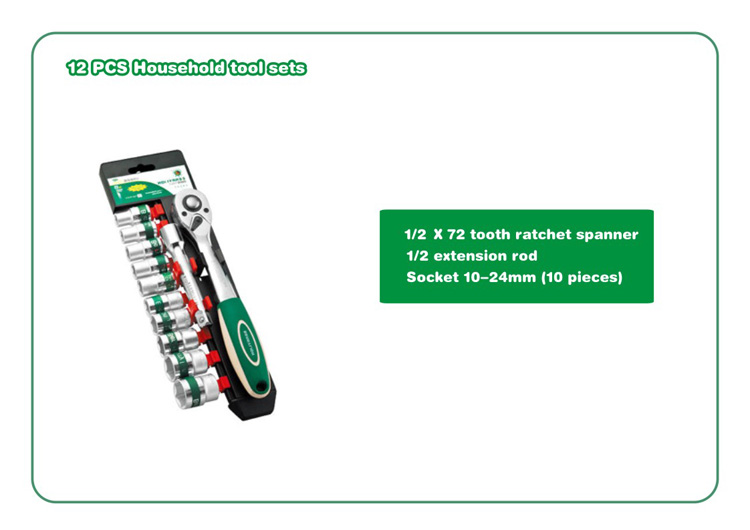 12 PCS Household tool sets
1/2 X 72 tooth ratchet spanner
1/2 extension rod
Socket 10–24mm (10 pieces)